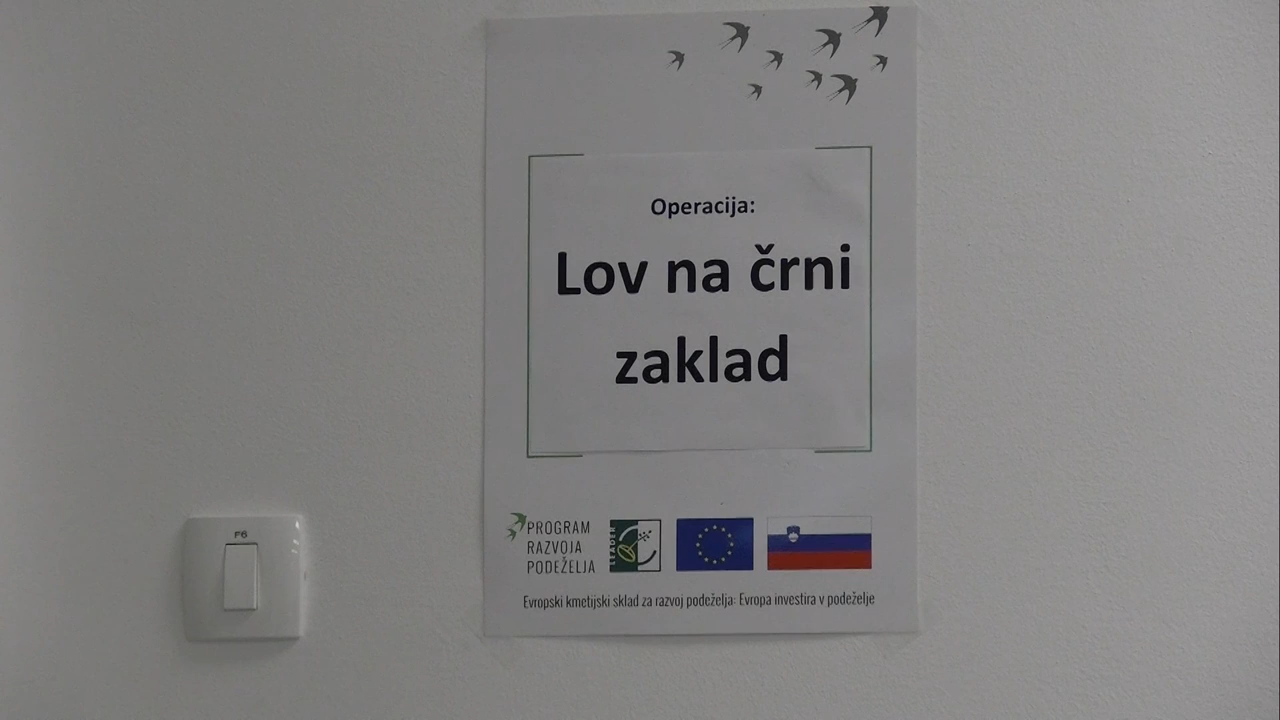 Operacija:
Lov na črni
zaklad
F6
PROGRAM
RAZVOJA
PODEŽELJA
LEADER
Evropski kmetijski sklad za razvoj podeželja: Evropa investira v podeželje